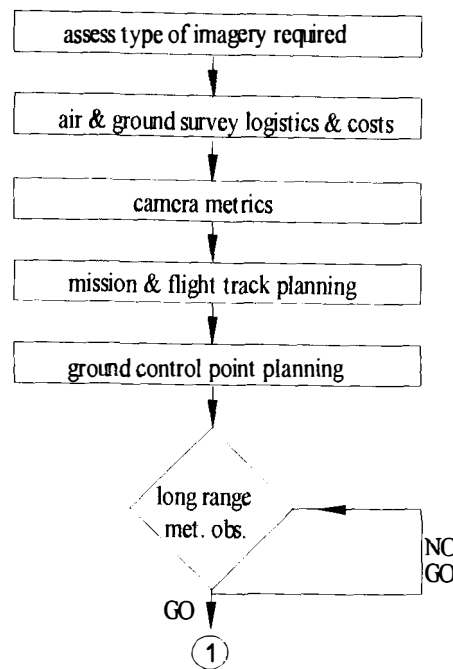 assess type of imagery required
air & ground survey logistics & costs
camera metrics
mission & flight track planning
ground control point planning
long range
met. obs.
NO
GO
GO
1